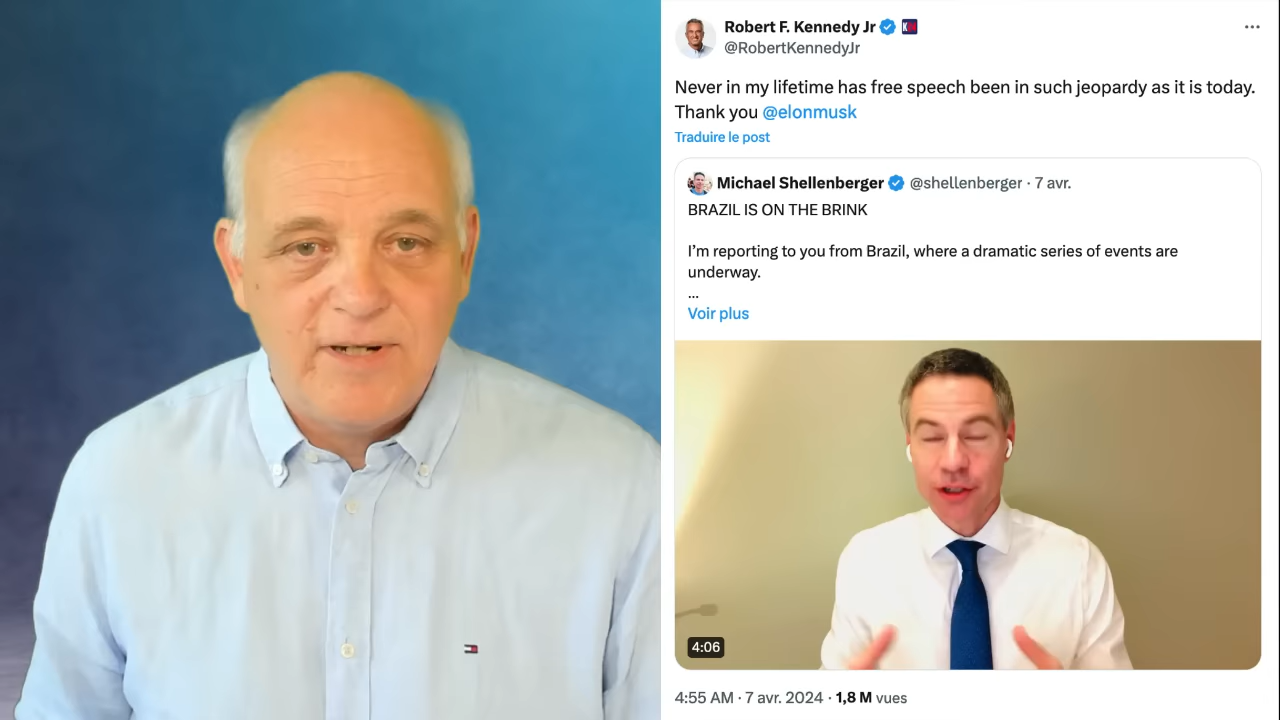 Robert F. Kennedy Jr
@RobertKennedyJr
Never in my lifetime has free speech been in such jeopardy as it is today.
Thank you @elonmusk
Traduire le post
Michael Shellenberger @shellenberger · 7 avr.
BRAZIL IS ON THE BRINK
I’m reporting to you from Brazil, where a dramatic series of events are
underway.
...
Voir plus
4:06
4:55 AM · 7 avr. 2024 · 1,8 M vues